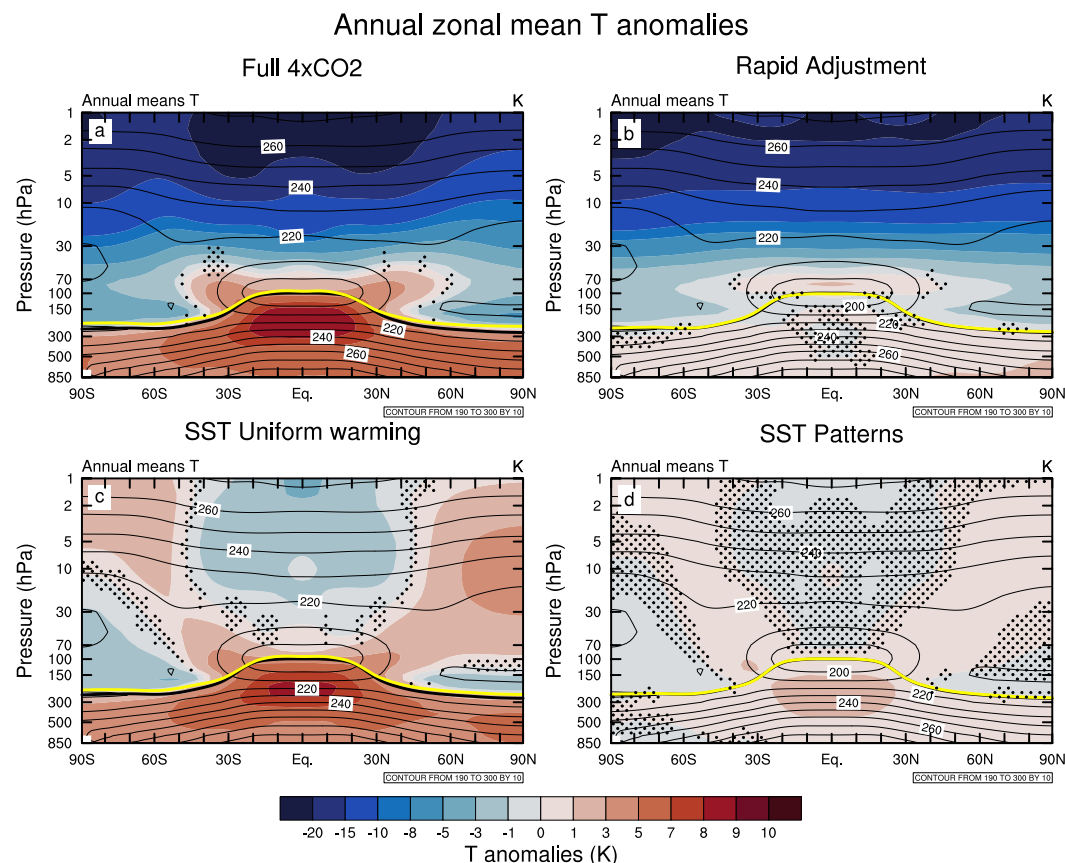 Annual zonal mean T anomalies
Full 4xCO2
Rapid Adjustment
Annual means T K
a
1
2
5
10
30
70
100
150
300
500
850
Pressure (hPa)
260
240
220
220
240
260
90S 60S 30S Eq. 30N 60N 90N
CONTOUR FROM 190 TO 300 BY 10
Annual means T K
b
1
2
5
10
30
70
100
150
300
500
850
Pressure (hPa)
260
240
220
200
220
240
260
90S 60S 30S Eq. 30N 60N 90N
CONTOUR FROM 190 TO 300 BY 10
SST Uniform warming
SST Patterns
Annual means T K
c
1
2
5
10
30
70
100
150
300
500
850
Pressure (hPa)
260
240
220
220
240
90S 60S 30S Eq. 30N 60N 90N
CONTOUR FROM 190 TO 300 BY 10
Annual means T K
d
1
2
5
10
30
70
100
150
300
500
850
Pressure (hPa)
260
240
220
200
220
240
260
90S 60S 30S Eq. 30N 60N 90N
CONTOUR FROM 190 TO 300 BY 10
-20 -15 -10 -8 -5 -2 -1 0 1 3 5 7 8 9 10
T anomalies (K)